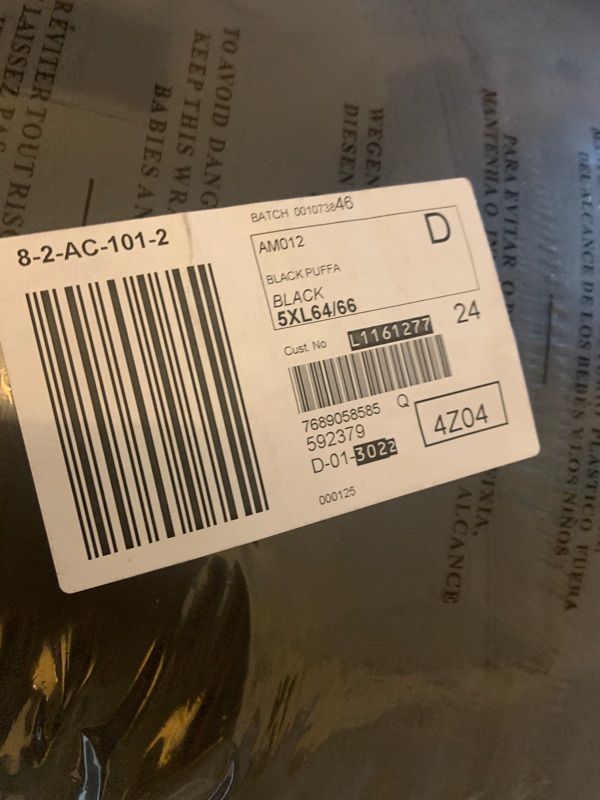 8-2-AC-101-2
BATCH 001073846
AM012
D
BLACK PUFFA
BLACK
5XL64/66
24
Cust. No L1161277
7689058585 Q
592379
4Z04
D-01-3022
000125
RÉVITER TOUT RIS
LAISSEZ PAS
TO AVOID DANG
KEEP THIS WR
BABIES AN
WEGEN
DIESEN
PARA EVITAR O
MANTENHA O
XIXIA,
ALCANCE
DEL ALCANCE DE LOS BEBES Y LOS NIÑOS
PLASTICO FUERA